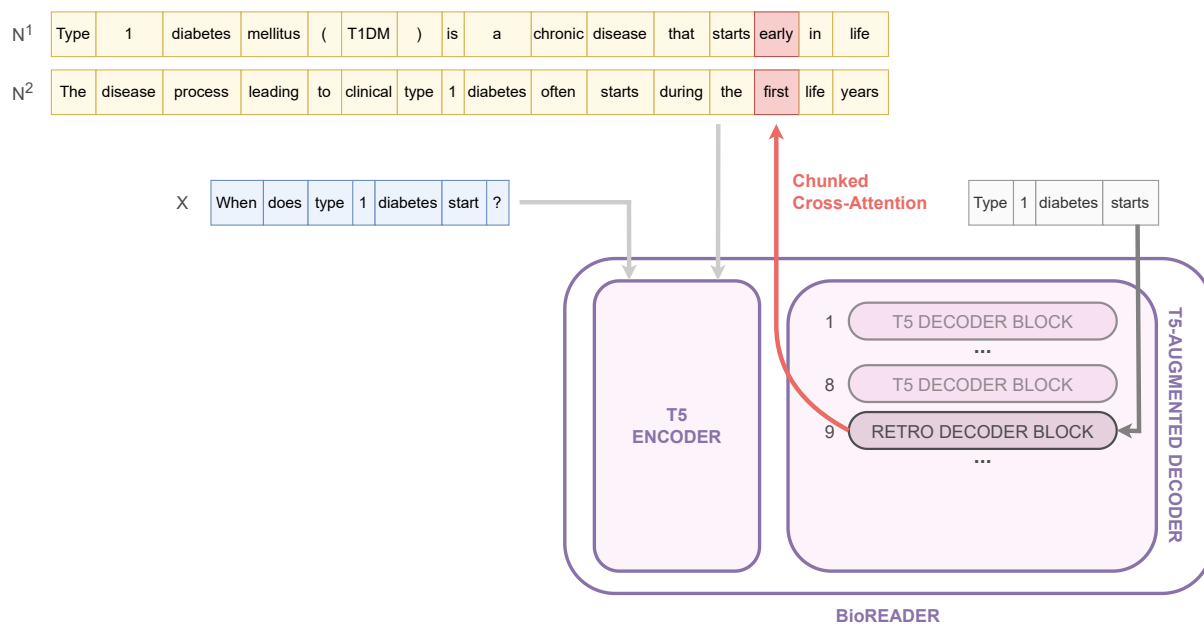 N1 Type 1 diabetes mellitus ( T1DM ) is a chronic disease that starts early in life
N2 The disease process leading to clinical type 1 diabetes often starts during the first life years
X When does type 1 diabetes start ?
Chunked
Cross-Attention
Type 1 diabetes starts
T5
ENCODER
1 T5 DECODER BLOCK
...
8 T5 DECODER BLOCK
9 RETRO DECODER BLOCK
...
T5-AUGMENTED DECODER
BioREADER